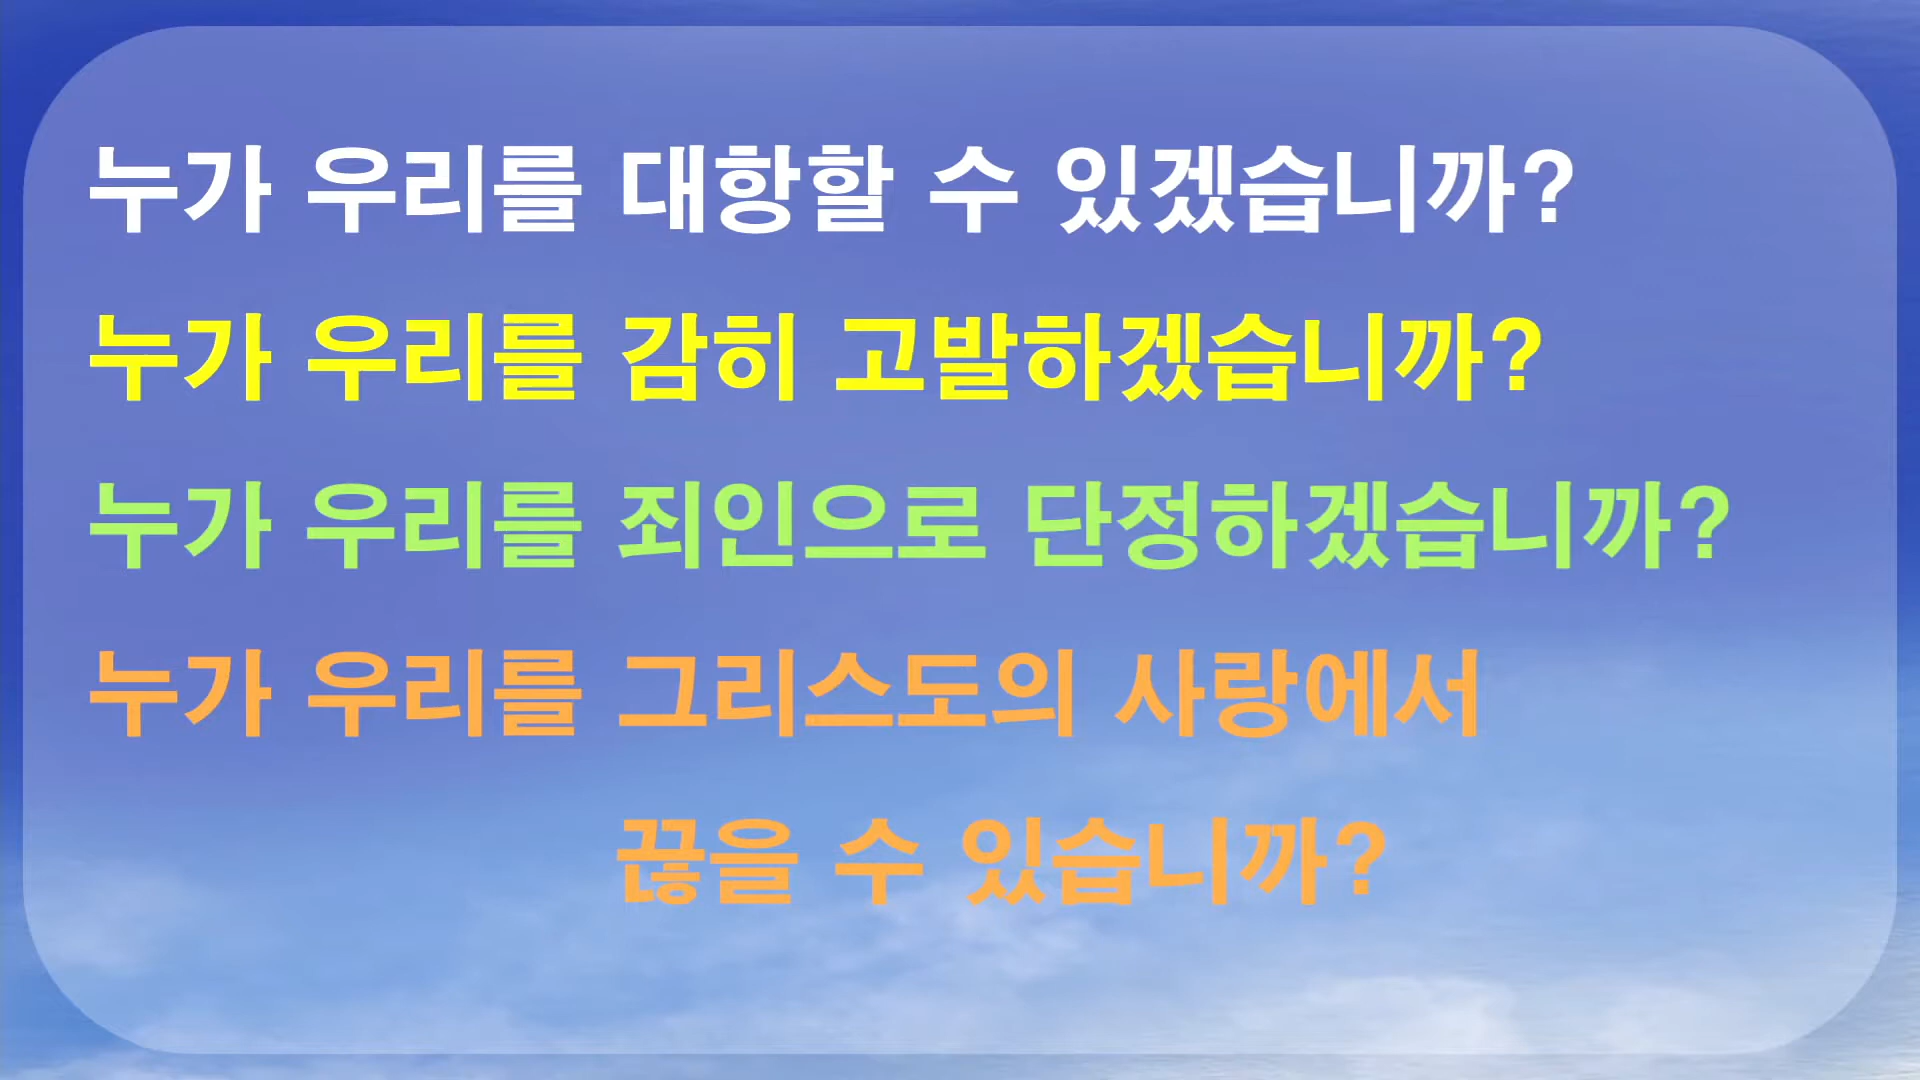 누가 우리를 대항할 수 있겠습니까?
누가 우리를 감히 고발하겠습니까?
누가 우리를 죄인으로 단정하겠습니까?
누가 우리를 그리스도의 사랑에서
끊을 수 있습니까?